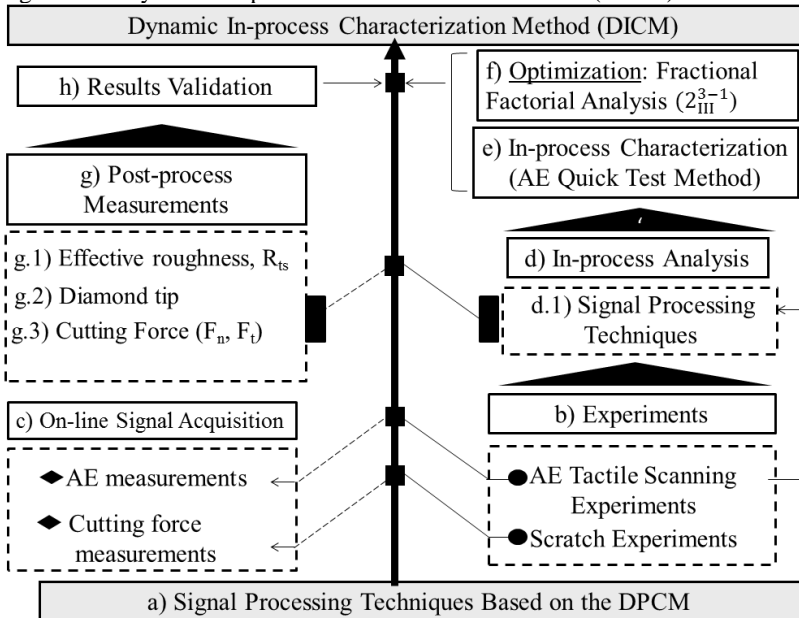 Dynamic In-process Characterization Method (DICM)
h) Results Validation
f) Optimization: Fractional
Factorial Analysis (2³⁻¹_III)
e) In-process Characterization
(AE Quick Test Method)
g) Post-process
Measurements
g.1) Effective roughness, Rts
g.2) Diamond tip
g.3) Cutting Force (Fn, Ft)
d) In-process Analysis
d.1) Signal Processing
Techniques
c) On-line Signal Acquisition
AE measurements
Cutting force
measurements
b) Experiments
AE Tactile Scanning
Experiments
Scratch Experiments
a) Signal Processing Techniques Based on the DPCM